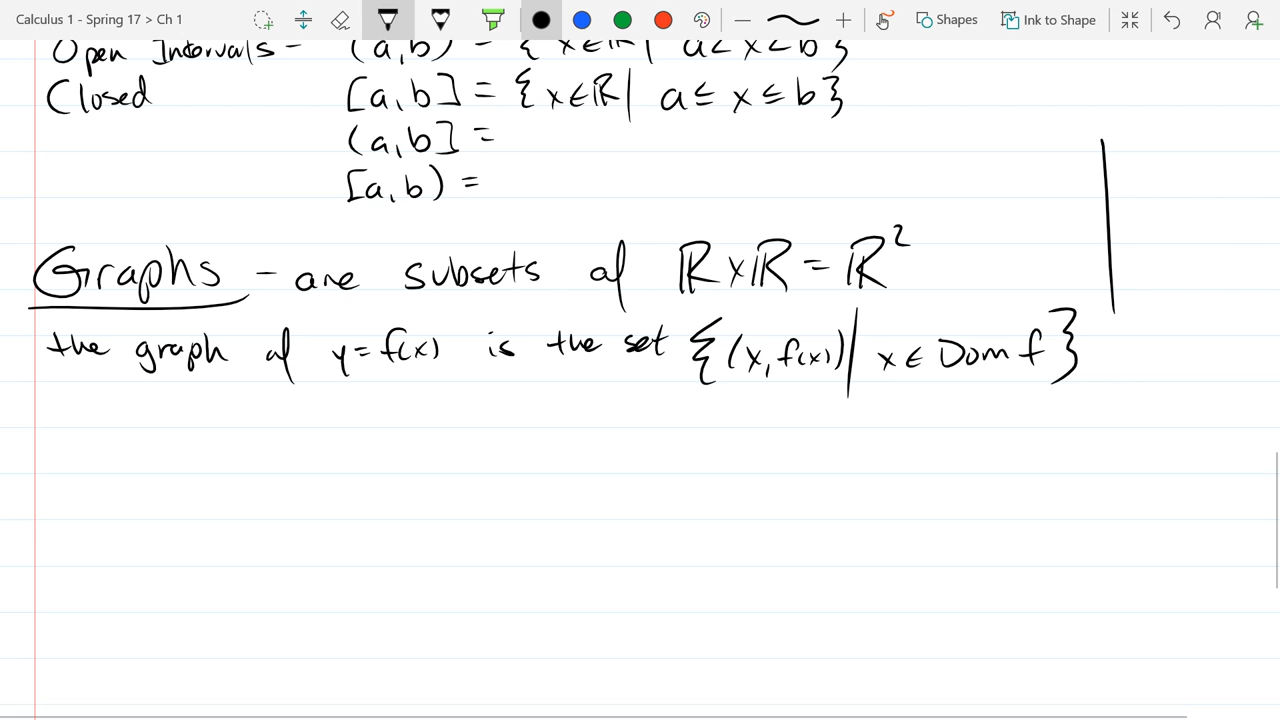 Calculus 1 - Spring 17 > Ch 1
Shapes
Ink to Shape
Open Intervals - (a,b) = {x∈ℝ| a<x<b}
Closed [a,b] = {x∈ℝ| a≤x≤b}
(a,b] =
[a,b) =
Graphs - are subsets of ℝ×ℝ=ℝ²
the graph of y=f(x) is the set {(x,f(x))| x∈Dom f}